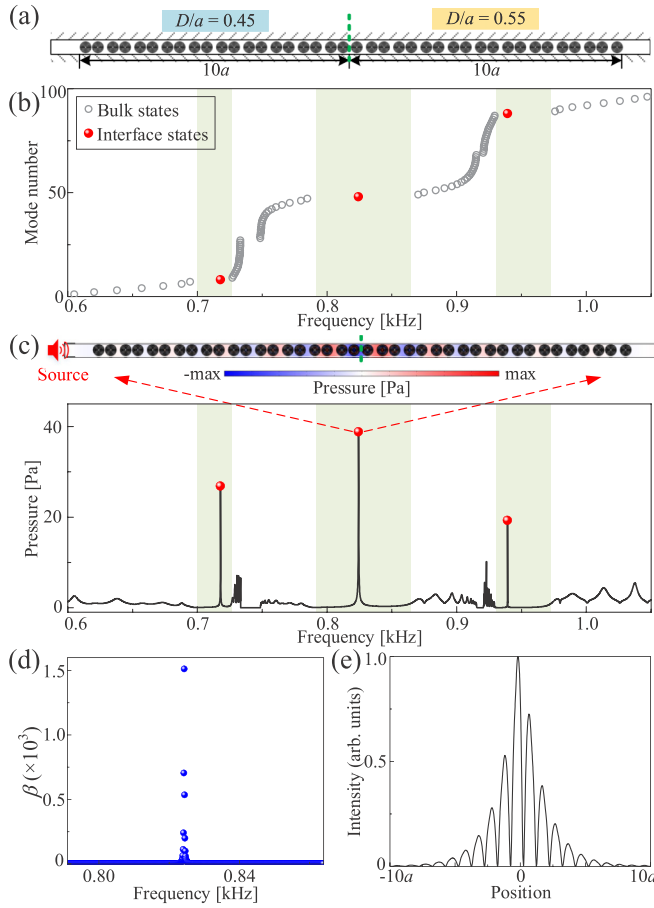 (a)
D/a = 0.45
D/a = 0.55
10a
10a
(b)
100
50
0
Mode number
Bulk states
Interface states
0.6
0.7
0.8
0.9
1.0
Frequency [kHz]
(c)
Source
-max
max
Pressure [Pa]
40
20
0
Pressure [Pa]
0.6
0.7
0.8
0.9
1.0
Frequency [kHz]
(d)
1.5
1.0
0.5
0
β (×10³)
0.80
0.84
Frequency [kHz]
(e)
1.0
0.5
0
Intensity (arb. units)
-10a
0
10a
Position